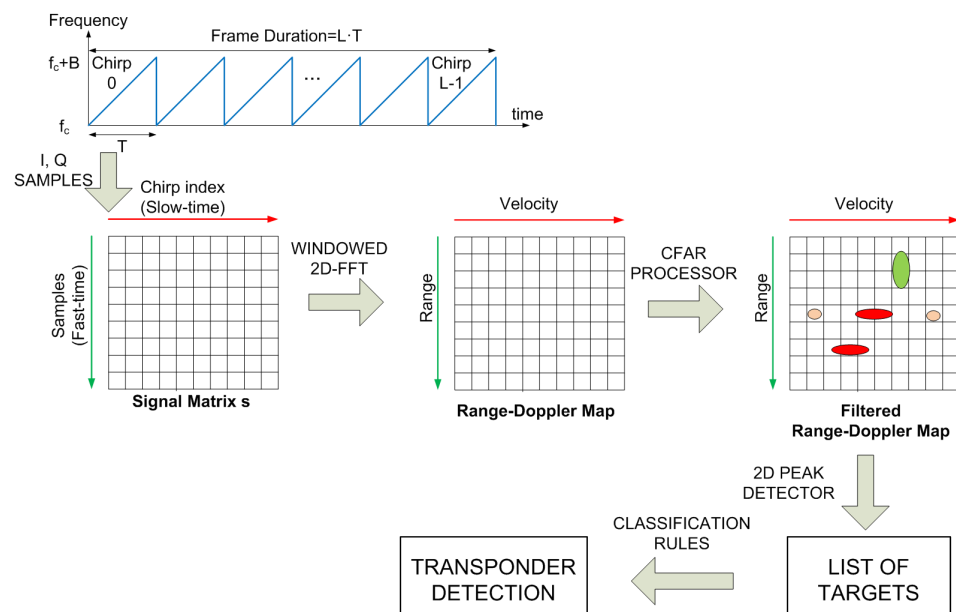 Frequency
Frame Duration=L·T
fc+B
Chirp
0
...
Chirp
L-1
time
fc
T
I, Q
SAMPLES
Chirp index
(Slow-time)
Samples
(Fast-time)
Signal Matrix s
WINDOWED
2D-FFT
Velocity
Range
Range-Doppler Map
CFAR
PROCESSOR
Velocity
Range
Filtered
Range-Doppler Map
2D PEAK
DETECTOR
LIST OF
TARGETS
CLASSIFICATION
RULES
TRANSPONDER
DETECTION